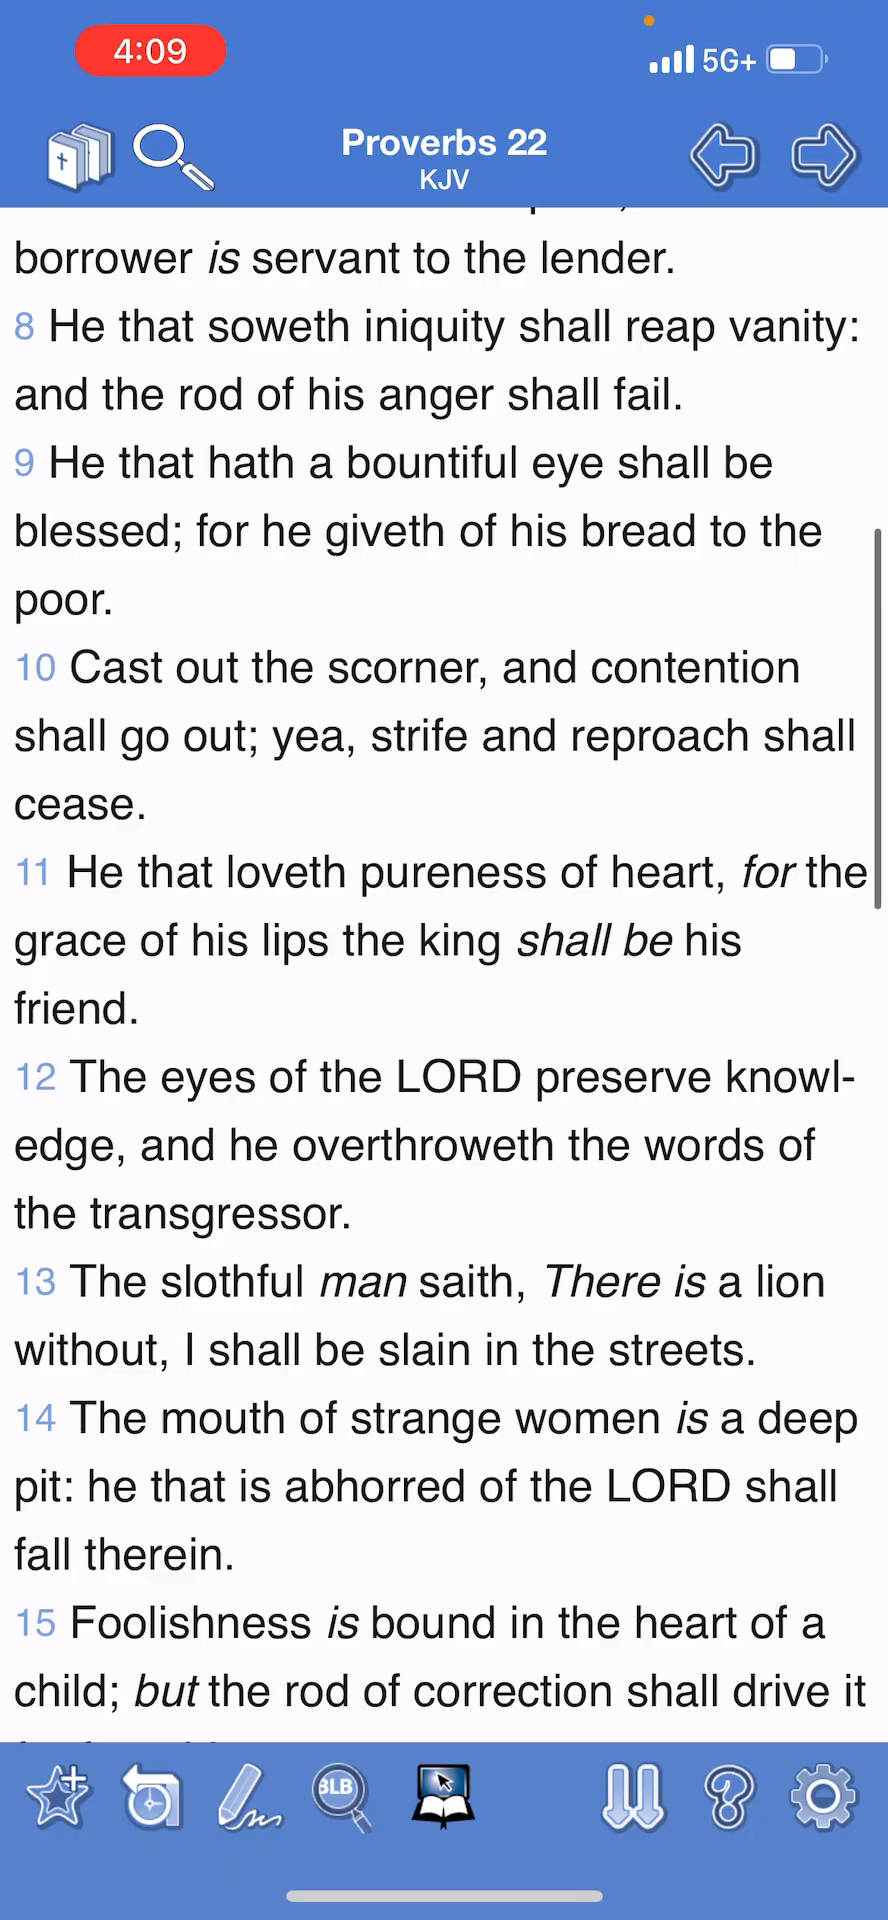 4:09
5G+
Proverbs 22
KJV
borrower is servant to the lender.
8 He that soweth iniquity shall reap vanity:
and the rod of his anger shall fail.
9 He that hath a bountiful eye shall be
blessed; for he giveth of his bread to the
poor.
10 Cast out the scorner, and contention
shall go out; yea, strife and reproach shall
cease.
11 He that loveth pureness of heart, for the
grace of his lips the king shall be his
friend.
12 The eyes of the LORD preserve knowl-
edge, and he overthroweth the words of
the transgressor.
13 The slothful man saith, There is a lion
without, I shall be slain in the streets.
14 The mouth of strange women is a deep
pit: he that is abhorred of the LORD shall
fall therein.
15 Foolishness is bound in the heart of a
child; but the rod of correction shall drive it
BLB